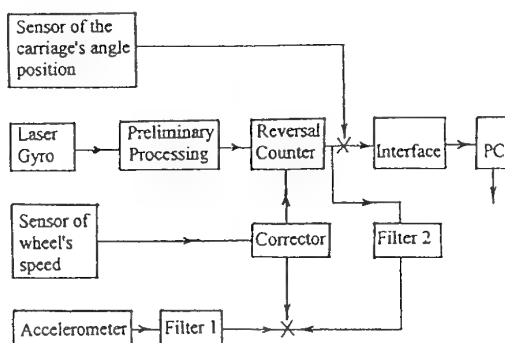 Sensor of the
carriage's angle
position
Laser
Gyro
Preliminary
Processing
Reversal
Counter
Interface
PC
Sensor of
wheel's
speed
Corrector
Filter 2
Accelerometer
Filter 1